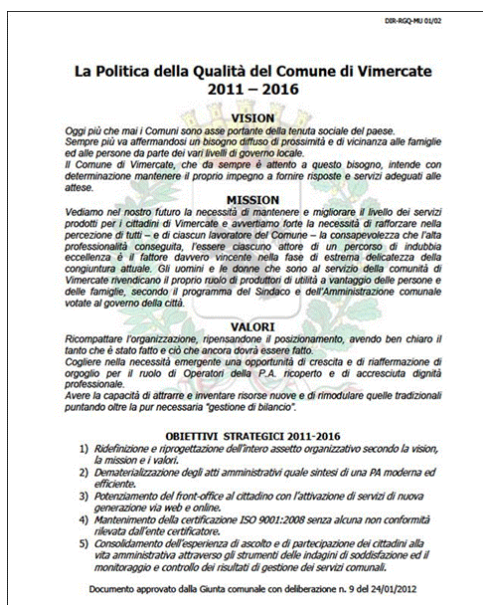 DIR-RGQ-MU 01/02
La Politica della Qualità del Comune di Vimercate
2011 – 2016
VISION
Oggi più che mai i Comuni sono asse portante della tenuta sociale del paese.
Sempre più va affermandosi un bisogno diffuso di prossimità e di vicinanza alle famiglie
ed alle persone da parte dei vari livelli di governo locale.
Il Comune di Vimercate, che da sempre è attento a questo bisogno, intende con
determinazione mantenere il proprio impegno a fornire risposte e servizi adeguati alle
attese.
MISSION
Vediamo nel nostro futuro la necessità di mantenere e migliorare il livello dei servizi
prodotti per i cittadini di Vimercate e avvertiamo forte la necessità di rafforzare nella
percezione di tutti – e di ciascun lavoratore del Comune – la consapevolezza che l'alta
professionalità conseguita, l'essere ciascuno attore di un percorso di indubbia
eccellenza è il fattore davvero vincente nella fase di estrema delicatezza della
congiuntura attuale. Gli uomini e le donne che sono al servizio della comunità di
Vimercate rivendicano il proprio ruolo di produttori di utilità a vantaggio delle persone e
delle famiglie, secondo il programma del Sindaco e dell'Amministrazione comunale
votate al governo della città.
VALORI
Ricompattare l'organizzazione, ripensandone il posizionamento, avendo ben chiaro il
tanto che è stato fatto e ciò che ancora dovrà essere fatto.
Cogliere nella necessità emergente una opportunità di crescita e di riaffermazione di
orgoglio per il ruolo di Operatori della P.A. ricoperto e di accresciuta dignità
professionale.
Avere la capacità di attrarre e inventare risorse nuove e di rimodulare quelle tradizionali
puntando oltre la pur necessaria "gestione di bilancio".
OBIETTIVI STRATEGICI 2011-2016
1) Ridefinizione e riprogettazione dell'intero assetto organizzativo secondo la vision,
la mission e i valori.
2) Dematerializzazione degli atti amministrativi quale sintesi di una PA moderna ed
efficiente.
3) Potenziamento del front-office al cittadino con l'attivazione di servizi di nuova
generazione via web e online.
4) Mantenimento della certificazione ISO 9001:2008 senza alcuna non conformità
rilevata dall'ente certificatore.
5) Consolidamento dell'esperienza di ascolto e di partecipazione dei cittadini alla
vita amministrativa attraverso gli strumenti delle indagini di soddisfazione ed il
monitoraggio e controllo dei risultati di gestione dei servizi comunali.
Documento approvato dalla Giunta comunale con deliberazione n. 9 del 24/01/2012